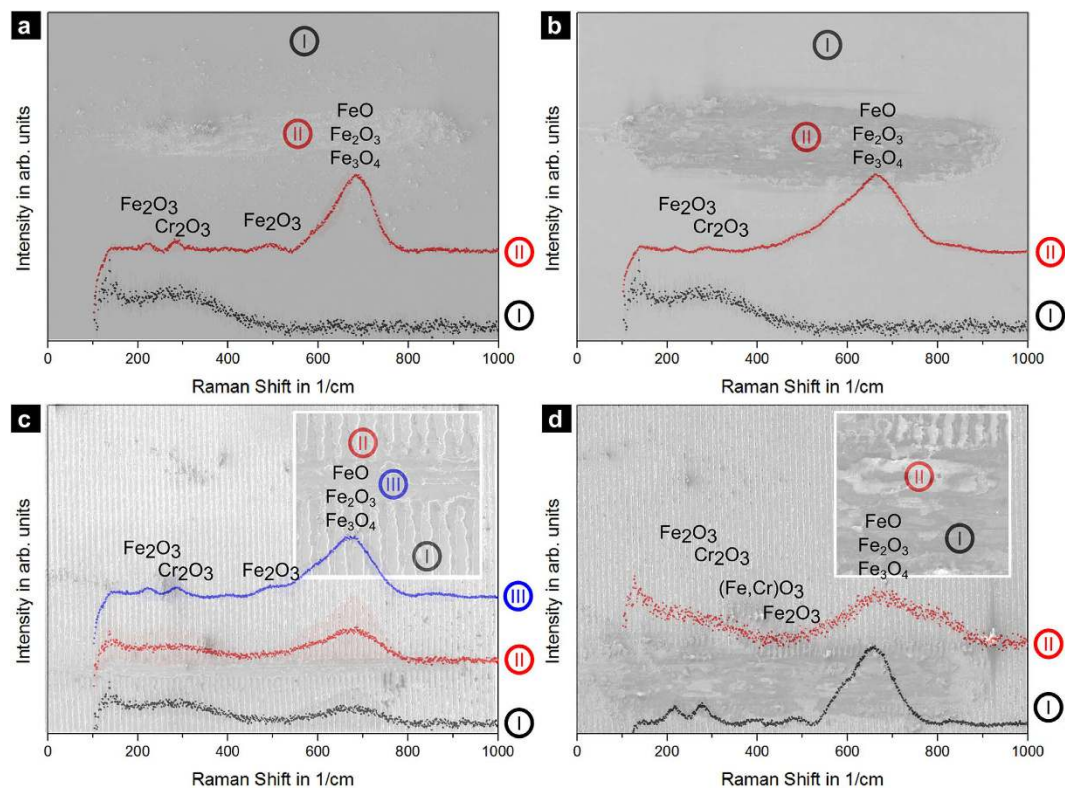 a
I
II
FeO
Fe₂O₃
Fe₃O₄
Fe₂O₃
Cr₂O₃
Fe₂O₃
II
I
Intensity in arb. units
0 200 400 600 800 1000
Raman Shift in 1/cm
b
I
II
FeO
Fe₂O₃
Fe₃O₄
Fe₂O₃
Cr₂O₃
II
I
Intensity in arb. units
0 200 400 600 800 1000
Raman Shift in 1/cm
c
II
FeO
III
Fe₂O₃
Fe₃O₄
I
Fe₂O₃
Cr₂O₃
Fe₂O₃
III
II
I
Intensity in arb. units
0 200 400 600 800 1000
Raman Shift in 1/cm
d
II
FeO
I
Fe₂O₃
Fe₃O₄
Fe₂O₃
Cr₂O₃
(Fe,Cr)O₃
Fe₂O₃
II
I
Intensity in arb. units
0 200 400 600 800 1000
Raman Shift in 1/cm